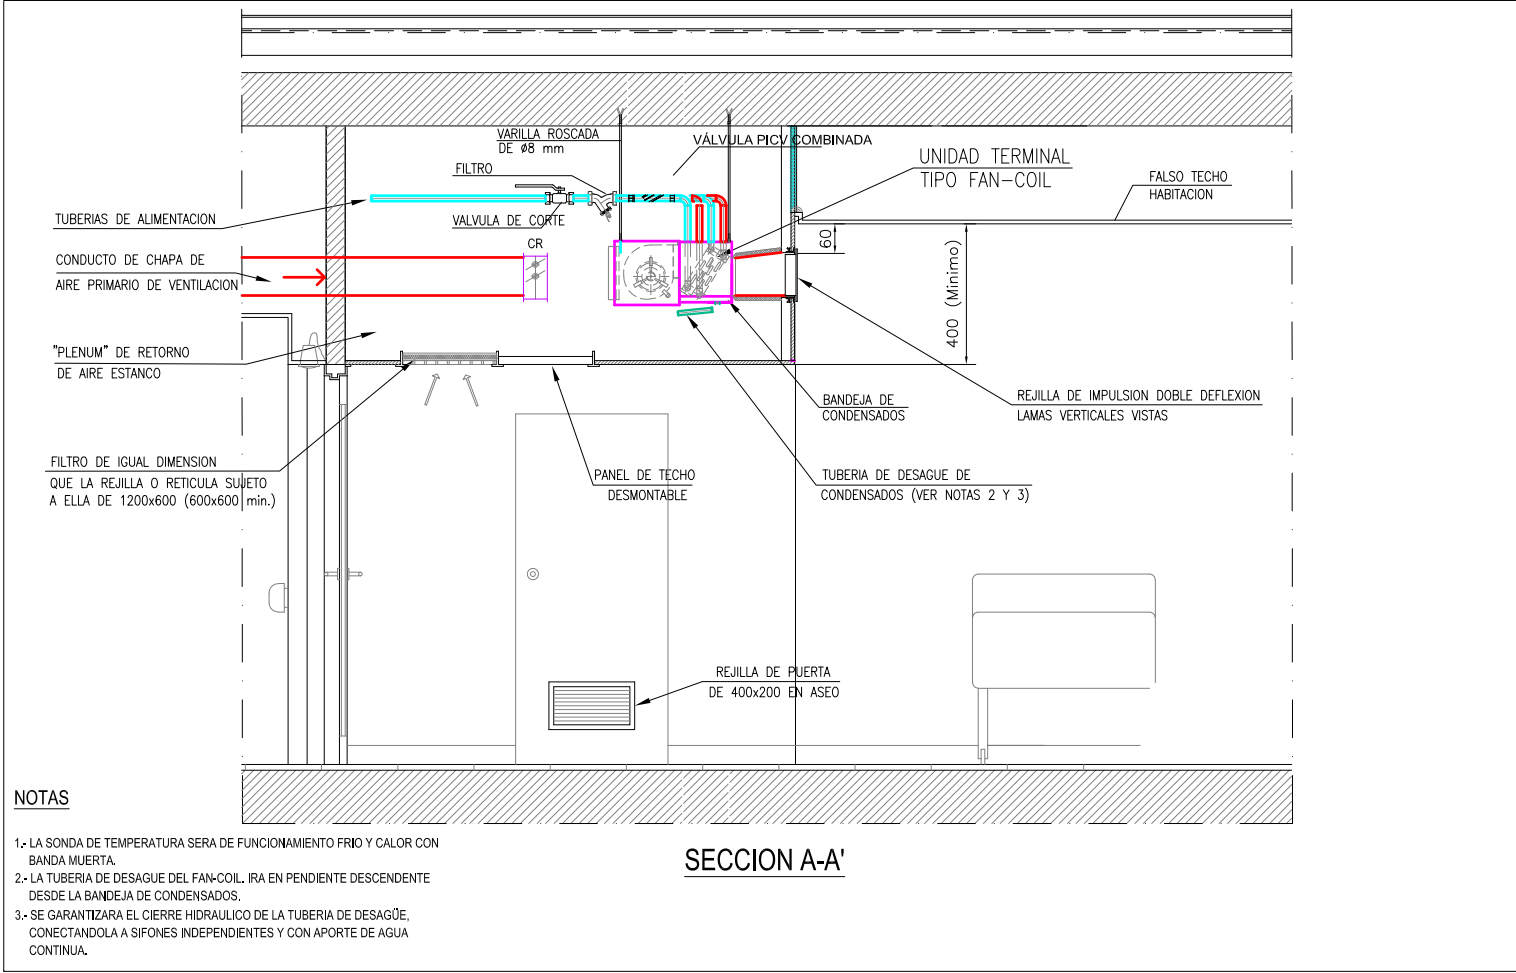 VARILLA ROSCADA
DE ø8 mm
VÁLVULA PICV COMBINADA
FILTRO
UNIDAD TERMINAL
TIPO FAN-COIL
FALSO TECHO
HABITACION
TUBERIAS DE ALIMENTACION
VALVULA DE CORTE
CR
60
400 (Minimo)
CONDUCTO DE CHAPA DE
AIRE PRIMARIO DE VENTILACION
"PLENUM" DE RETORNO
DE AIRE ESTANCO
BANDEJA DE
CONDENSADOS
REJILLA DE IMPULSION DOBLE DEFLEXION
LAMAS VERTICALES VISTAS
FILTRO DE IGUAL DIMENSION
QUE LA REJILLA O RETICULA SUJETO
A ELLA DE 1200x600 (600x600 min.)
PANEL DE TECHO
DESMONTABLE
TUBERIA DE DESAGUE DE
CONDENSADOS (VER NOTAS 2 Y 3)
REJILLA DE PUERTA
DE 400x200 EN ASEO
NOTAS
1.- LA SONDA DE TEMPERATURA SERA DE FUNCIONAMIENTO FRIO Y CALOR CON
BANDA MUERTA.
2.- LA TUBERIA DE DESAGUE DEL FAN-COIL. IRA EN PENDIENTE DESCENDENTE
DESDE LA BANDEJA DE CONDENSADOS.
3.- SE GARANTIZARA EL CIERRE HIDRAULICO DE LA TUBERIA DE DESAGÜE,
CONECTANDOLA A SIFONES INDEPENDIENTES Y CON APORTE DE AGUA
CONTINUA.
SECCION A-A'